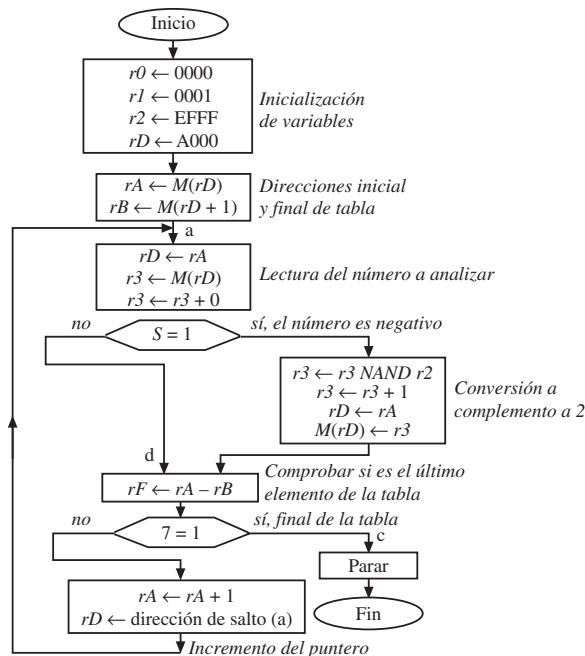 Inicio
r0 ← 0000
r1 ← 0001
r2 ← EFFF
rD ← A000
Inicialización
de variables
rA ← M(rD)
rB ← M(rD + 1)
Direcciones inicial
y final de tabla
a
rD ← rA
r3 ← M(rD)
r3 ← r3 + 0
Lectura del número a analizar
no
S = 1
sí, el número es negativo
r3 ← r3 NAND r2
r3 ← r3 + 1
rD ← rA
M(rD) ← r3
Conversión a
complemento a 2
d
rF ← rA – rB
Comprobar si es el último
elemento de la tabla
no
7 = 1
sí, final de la tabla
c
Parar
Fin
rA ← rA + 1
rD ← dirección de salto (a)
Incremento del puntero